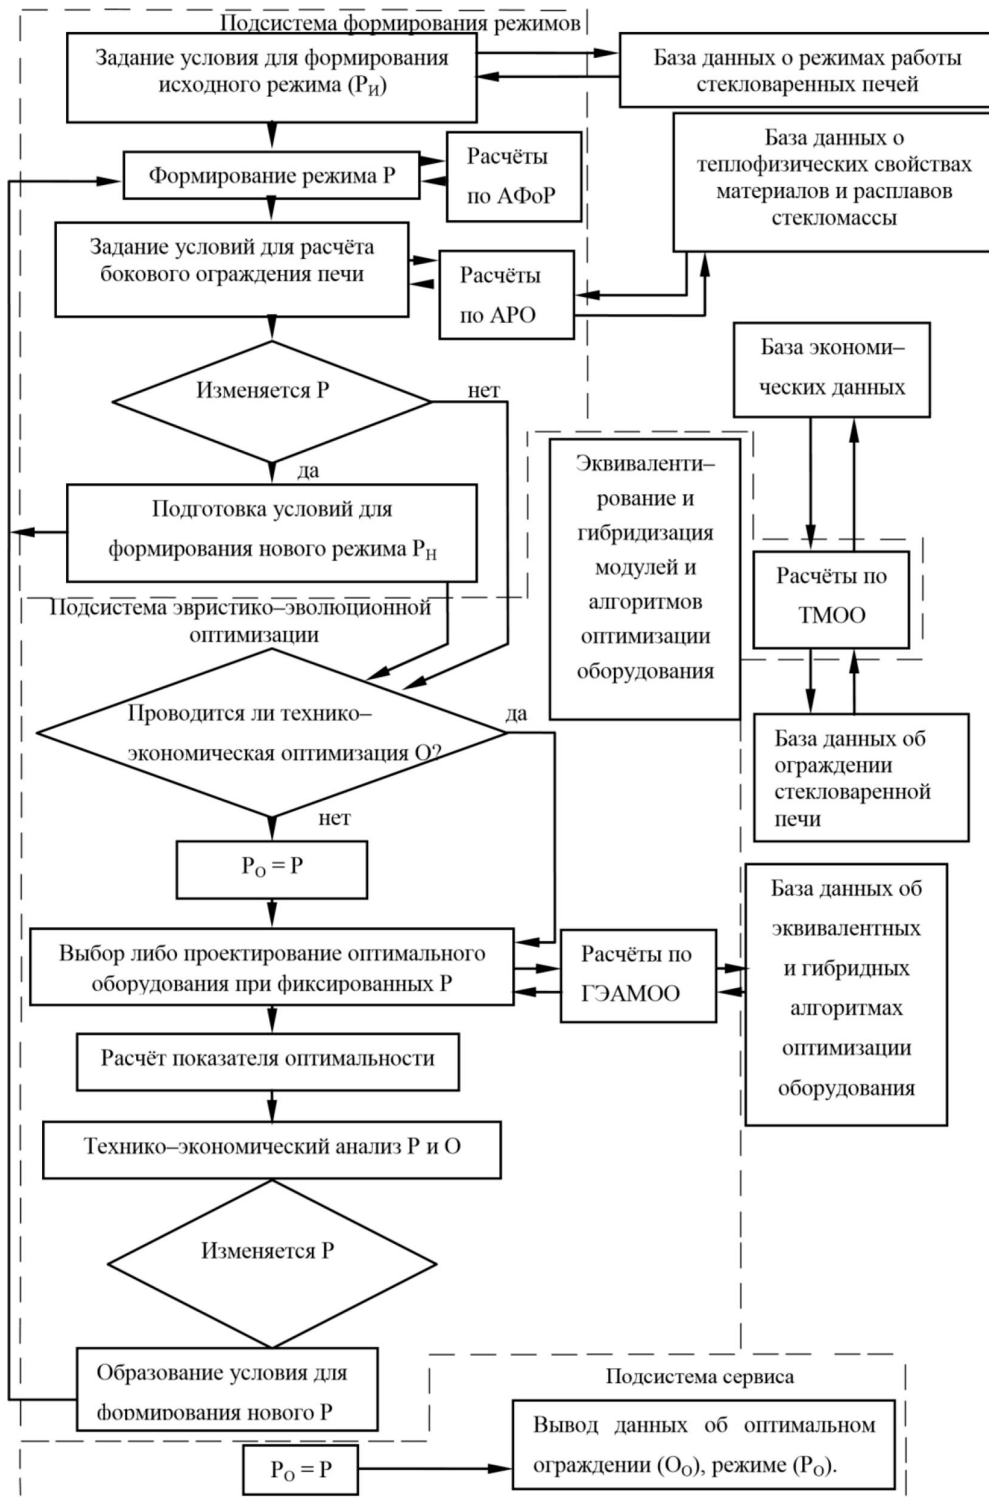 Подсистема формирования режимов
Задание условия для формирования
исходного режима (РИ)
База данных о режимах работы
стекловаренных печей
База данных о
теплофизических свойствах
материалов и расплавов
стекломассы
Формирование режима Р
Расчёты
по АФоР
Задание условий для расчёта
бокового ограждения печи
Расчёты
по АРО
База экономи–
ческих данных
Изменяется Р
нет
да
Эквиваленти–
рование и
гибридизация
модулей и
алгоритмов
оптимизации
оборудования
Подготовка условий для
формирования нового режима РН
Расчёты по
ТМОО
Подсистема эвристико–эволюционной
оптимизации
Проводится ли технико–
экономическая оптимизация О?
да
нет
База данных об
ограждении
стекловаренной
печи
РО = Р
База данных об
эквивалентных
и гибридных
алгоритмах
оптимизации
оборудования
Выбор либо проектирование оптимального
оборудования при фиксированных Р
Расчёты по
ГЭАМОО
Расчёт показателя оптимальности
Технико–экономический анализ Р и О
Изменяется Р
Образование условия для
формирования нового Р
Подсистема сервиса
Вывод данных об оптимальном
ограждении (ОО), режиме (РО).
РО = Р